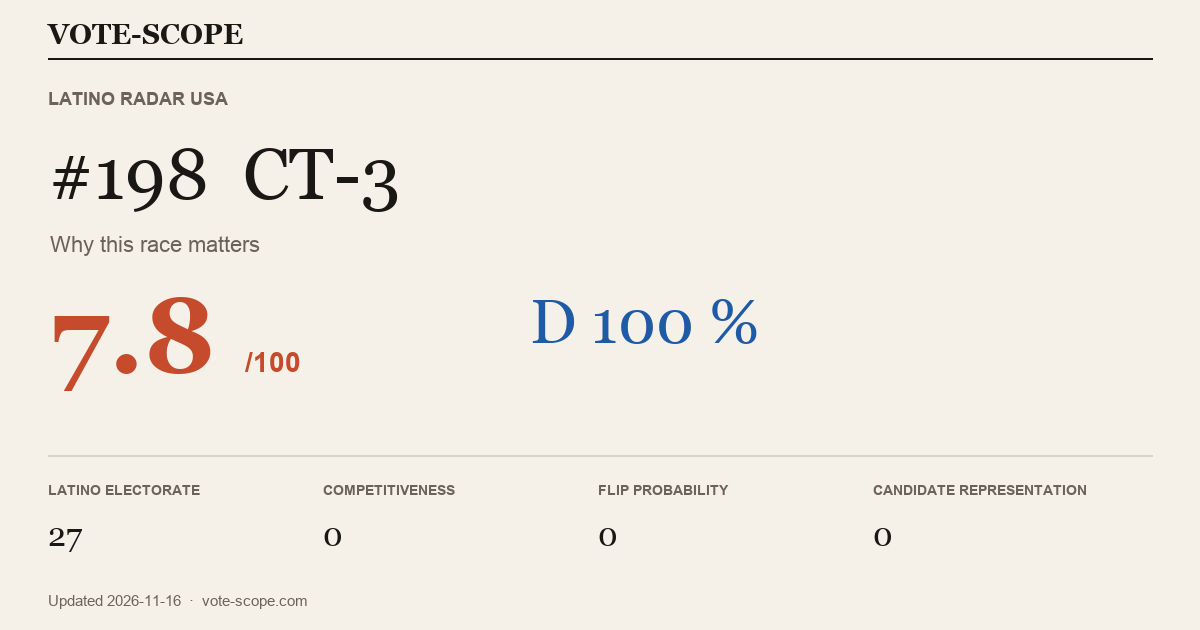 VOTE-SCOPE
LATINO RADAR USA
#198 CT-3
Why this race matters
7.8 /100
D 100 %
LATINO ELECTORATE
27
COMPETITIVENESS
0
FLIP PROBABILITY
0
CANDIDATE REPRESENTATION
0
Updated 2026-11-16 · vote-scope.com